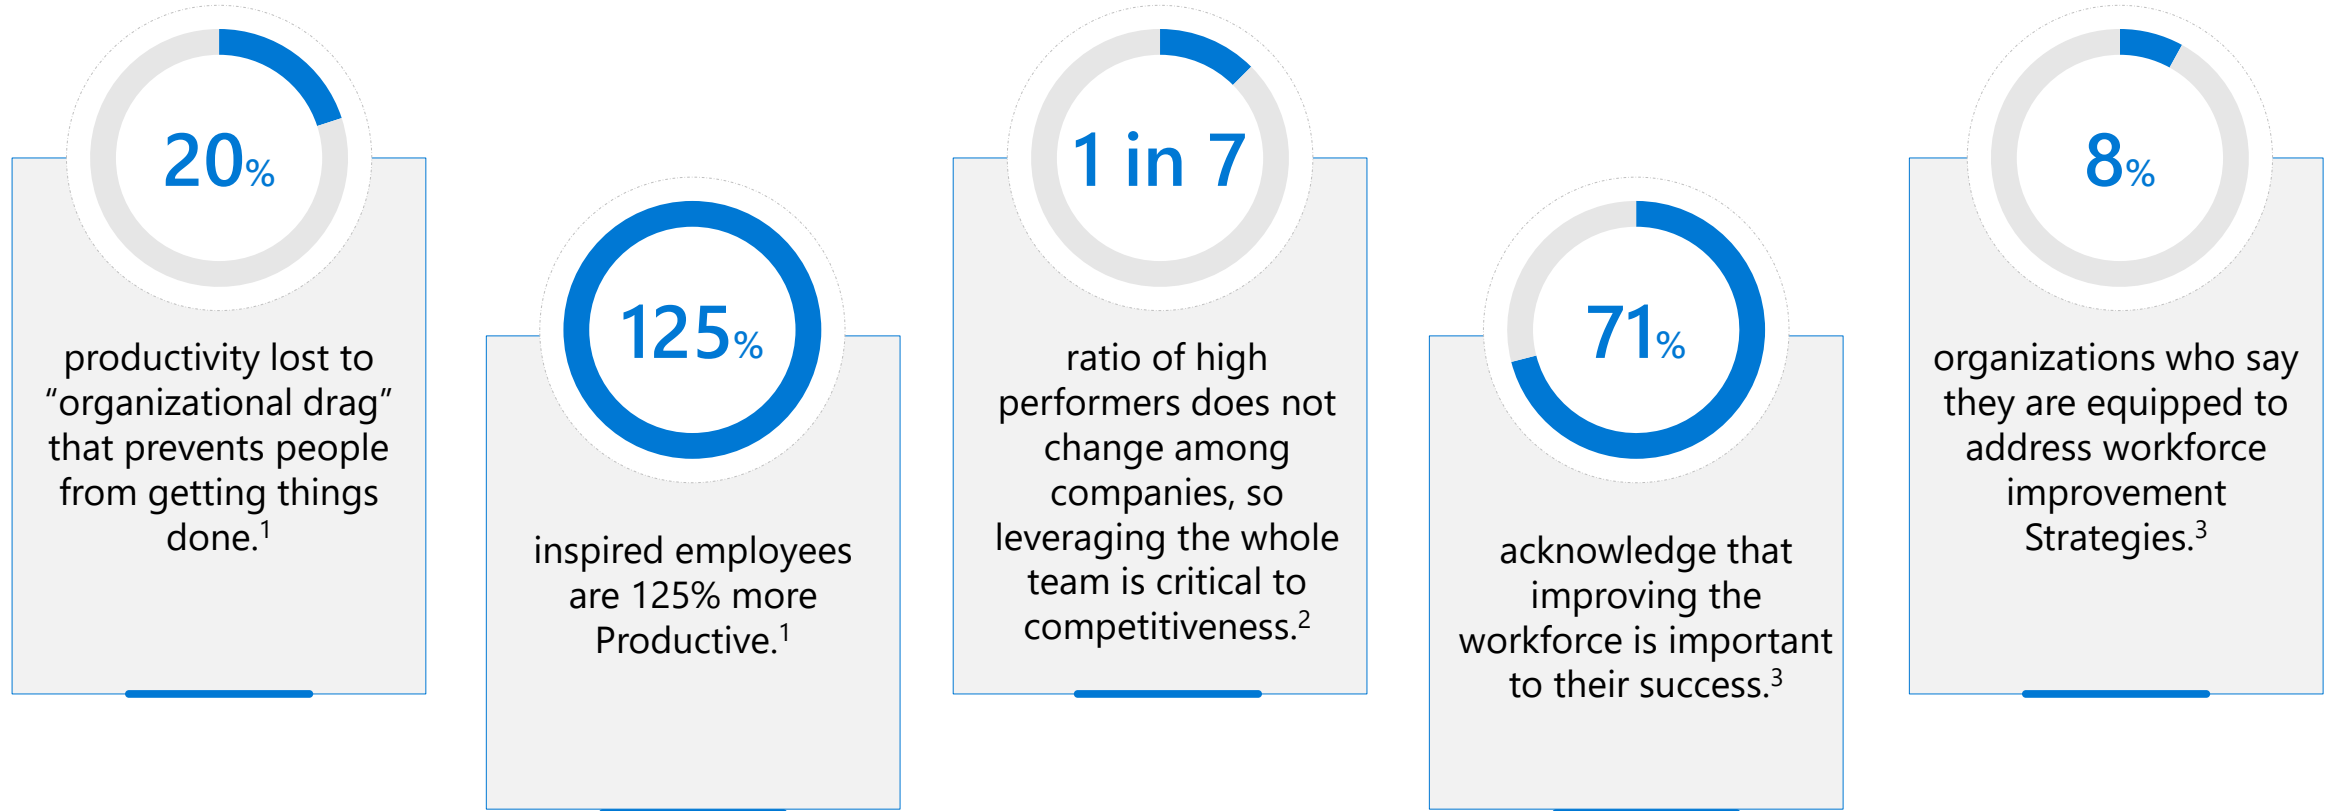 20%
productivity lost to
“organizational drag”
that prevents people
from getting things
done.1
125%
inspired employees
are 125% more
Productive.1
1 in 7
ratio of high
performers does not
change among
companies, so
leveraging the whole
team is critical to
competitiveness.2
71%
acknowledge that
improving the
workforce is important
to their success.3
8%
organizations who say
they are equipped to
address workforce
improvement
Strategies.3